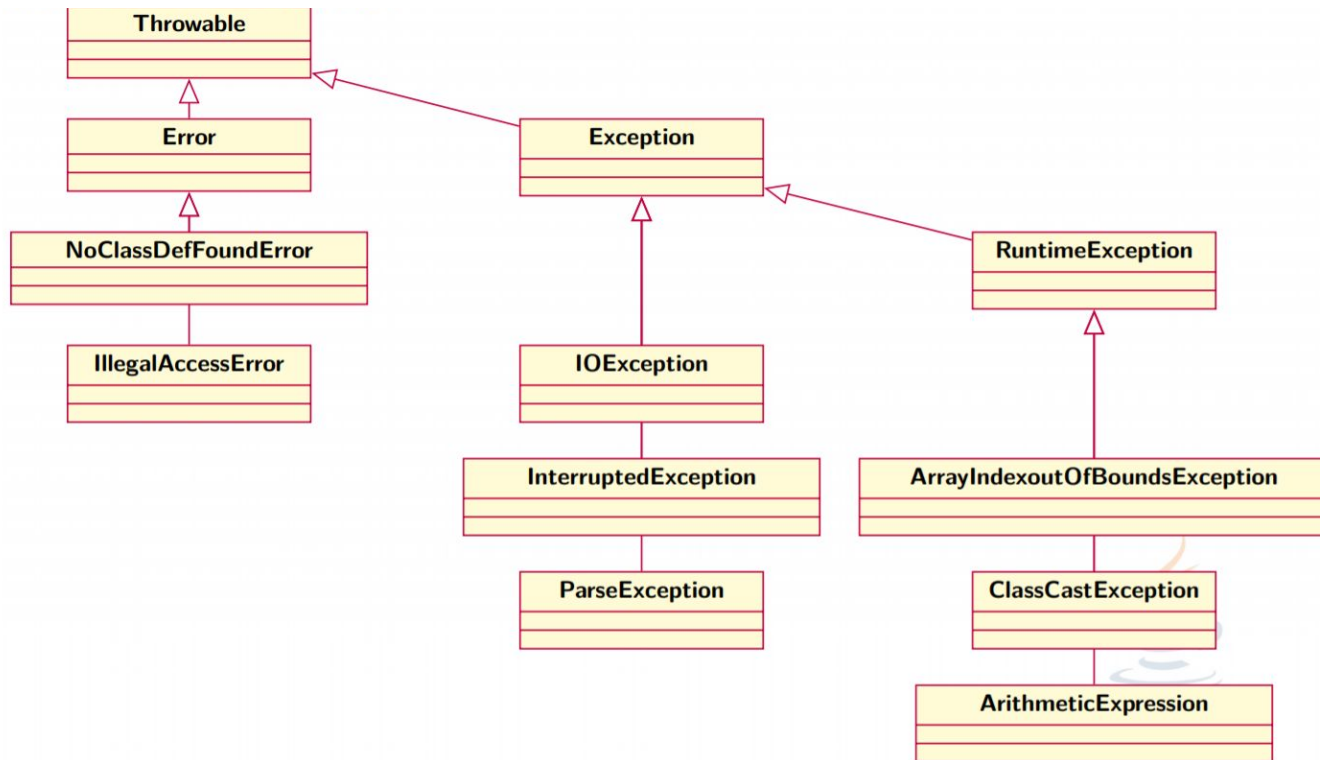 Throwable
Error
Exception
NoClassDefFoundError
RuntimeException
IllegalAccessError
IOException
InterruptedException
ArrayIndexoutOfBoundsException
ParseException
ClassCastException
ArithmeticExpression